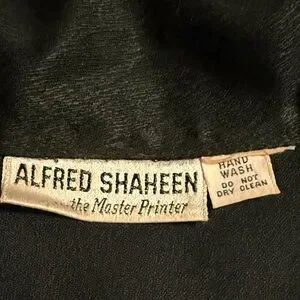 ALFRED SHAHEEN
the Master Printer
HAND
WASH
DO NOT
DRY CLEAN